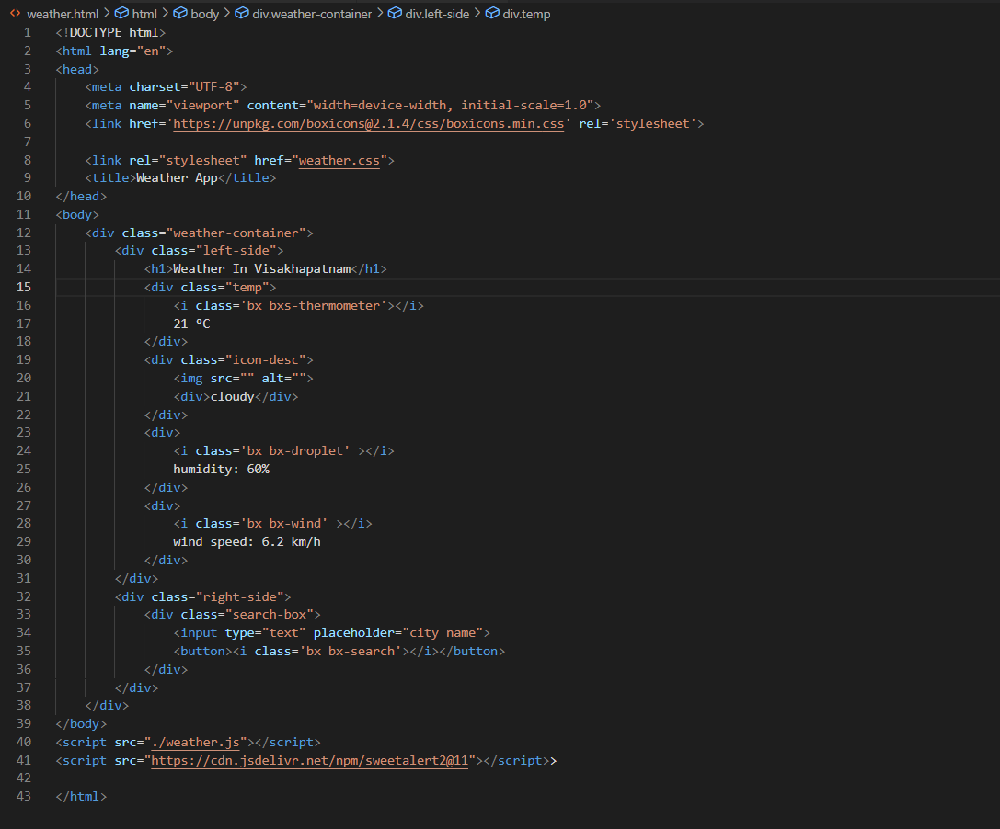 weather.html > html > body > div.weather-container > div.left-side > div.temp
1 <!DOCTYPE html>
2 <html lang="en">
3 <head>
4     <meta charset="UTF-8">
5     <meta name="viewport" content="width=device-width, initial-scale=1.0">
6     <link href='https://unpkg.com/boxicons@2.1.4/css/boxicons.min.css' rel='stylesheet'>
7
8     <link rel="stylesheet" href="weather.css">
9     <title>Weather App</title>
10 </head>
11 <body>
12     <div class="weather-container">
13         <div class="left-side">
14             <h1>Weather In Visakhapatnam</h1>
15             <div class="temp">
16                 <i class='bx bxs-thermometer'></i>
17                 21 °C
18             </div>
19             <div class="icon-desc">
20                 <img src="" alt="">
21                 <div>cloudy</div>
22             </div>
23             <div>
24                 <i class='bx bx-droplet' ></i>
25                 humidity: 60%
26             </div>
27             <div>
28                 <i class='bx bx-wind' ></i>
29                 wind speed: 6.2 km/h
30             </div>
31         </div>
32         <div class="right-side">
33             <div class="search-box">
34                 <input type="text" placeholder="city name">
35                 <button><i class='bx bx-search'></i></button>
36             </div>
37         </div>
38     </div>
39 </body>
40 <script src="./weather.js"></script>
41 <script src="https://cdn.jsdelivr.net/npm/sweetalert2@11"></script>>
42
43 </html>